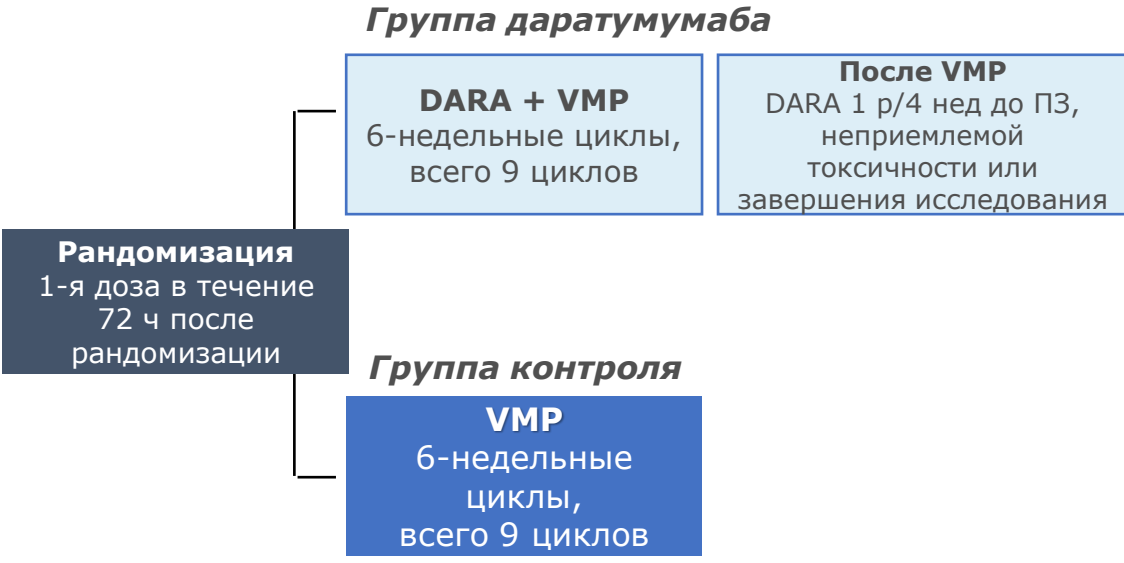 Группа даратумумаба
DARA + VMP
6-недельные циклы,
всего 9 циклов
После VMP
DARA 1 р/4 нед до ПЗ,
неприемлемой
токсичности или
завершения исследования
Рандомизация
1-я доза в течение
72 ч после
рандомизации
Группа контроля
VMP
6-недельные
циклы,
всего 9 циклов